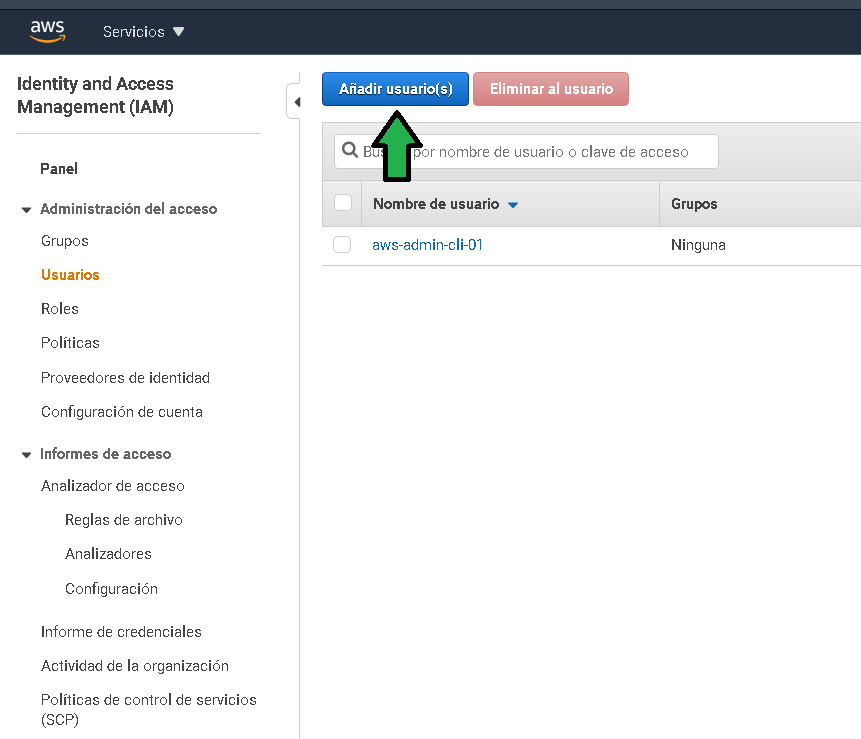 aws
Servicios
Identity and Access
Management (IAM)
Panel
Administración del acceso
Grupos
Usuarios
Roles
Políticas
Proveedores de identidad
Configuración de cuenta
Informes de acceso
Analizador de acceso
Reglas de archivo
Analizadores
Configuración
Informe de credenciales
Actividad de la organización
Políticas de control de servicios
(SCP)
Añadir usuario(s) Eliminar al usuario
por nombre de usuario o clave de acceso
Nombre de usuario Grupos
aws-admin-cli-01 Ninguna